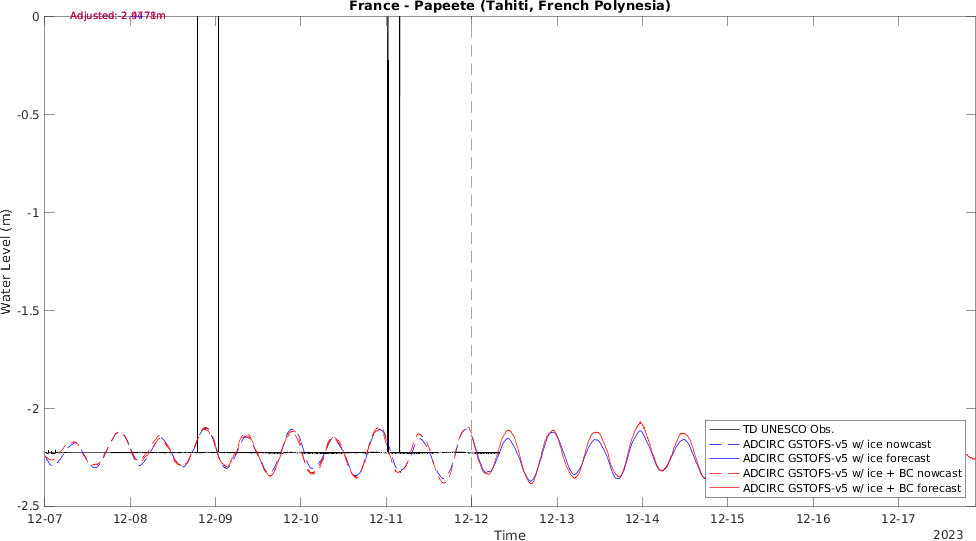 France - Papeete (Tahiti, French Polynesia)
Adjusted:
0
-0.5
-1
-1.5
-2
-2.5
Water Level (m)
12-07
12-08
12-09
12-10
12-11
12-12
12-13
12-14
12-15
12-16
12-17
Time
2023
TD UNESCO Obs.
ADCIRC GSTOFS-v5 w/ ice nowcast
ADCIRC GSTOFS-v5 w/ ice forecast
ADCIRC GSTOFS-v5 w/ ice + BC nowcast
ADCIRC GSTOFS-v5 w/ ice + BC forecast